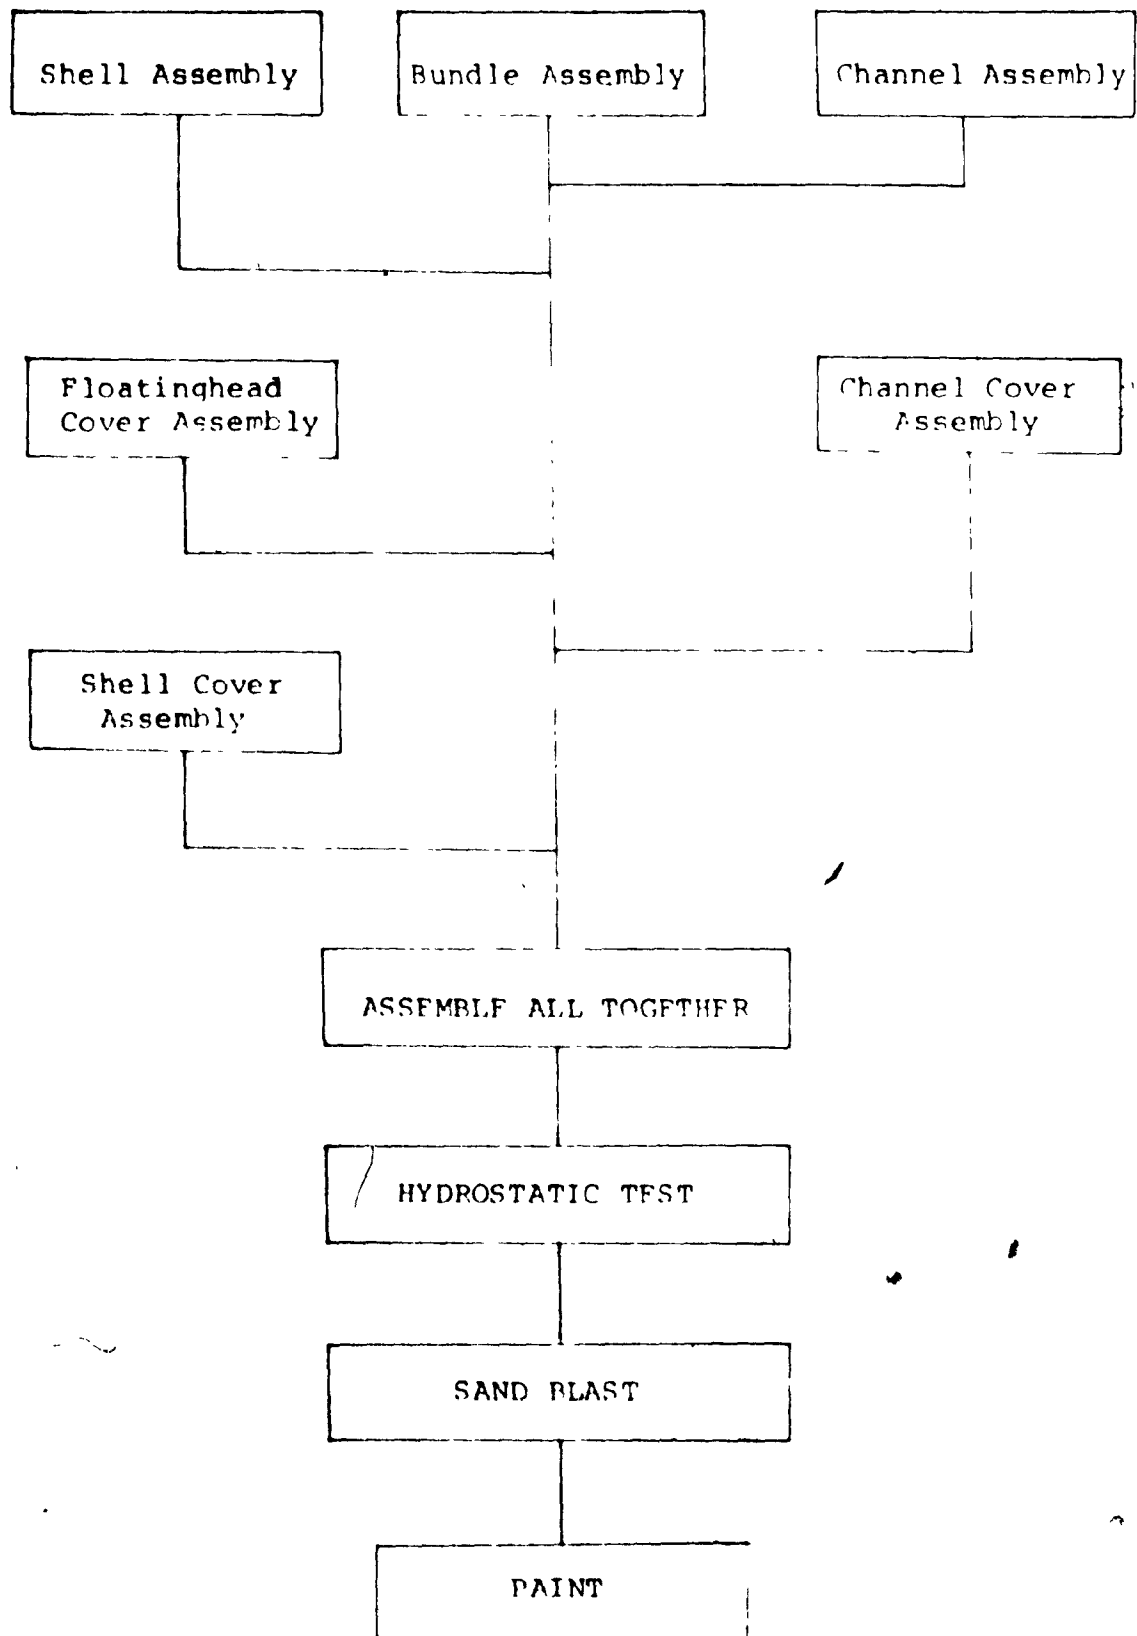 Shell Assembly
Bundle Assembly
Channel Assembly
Floatinghead
Cover Assembly
Channel Cover
Assembly
Shell Cover
Assembly
ASSEMBLE ALL TOGETHER
HYDROSTATIC TEST
SAND BLAST
PAINT